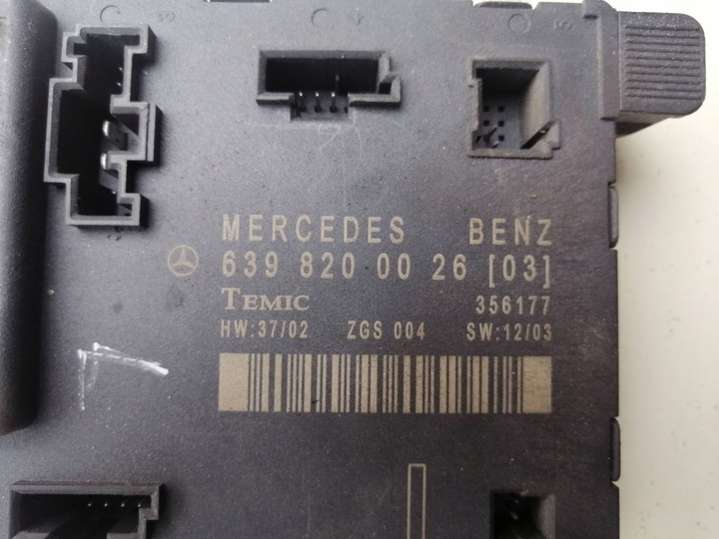 MERCEDES BENZ
639 820 00 26 [03]
TEMIC 356177
HW:37/02 ZGS 004 SW:12/03